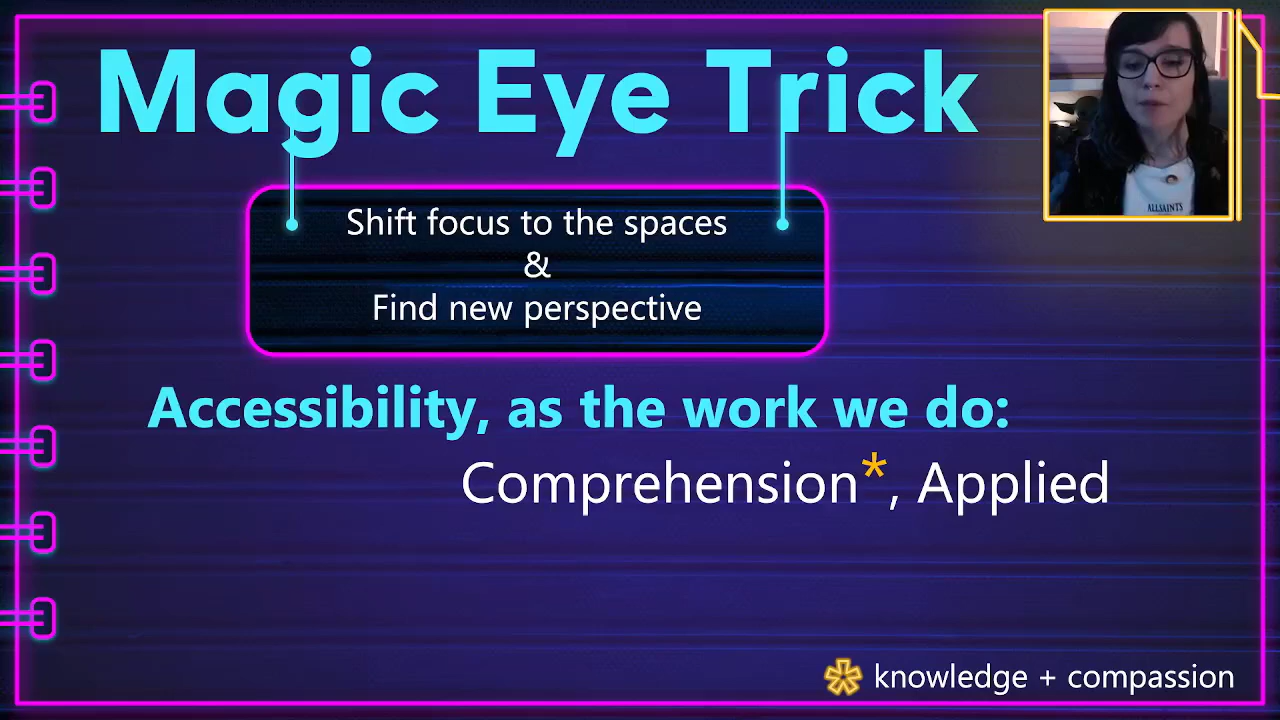 Magic Eye Trick
Shift focus to the spaces
&
Find new perspective
Accessibility, as the work we do:
Comprehension*, Applied
* knowledge + compassion
ALLSAINTS